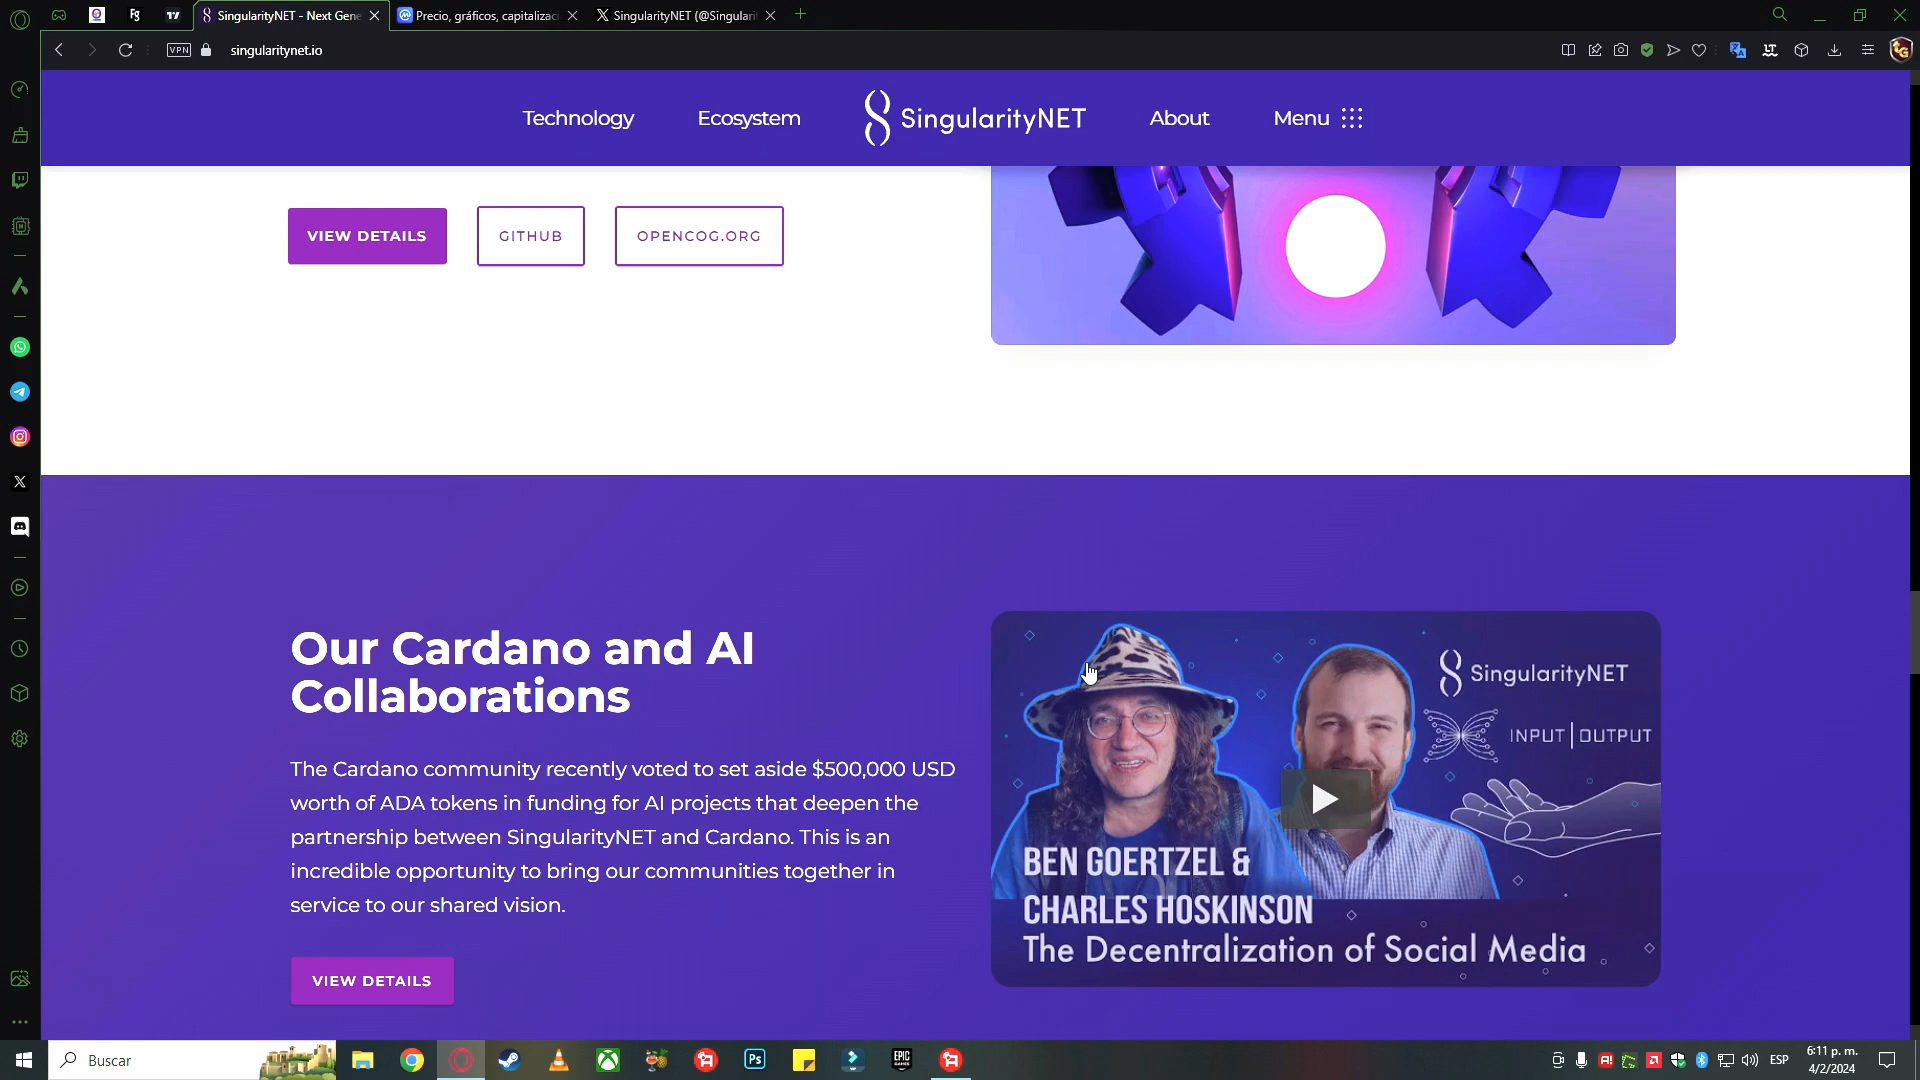 SingularityNET - Next Gene
Precio, gráficos, capitalizac
SingularityNET (@Singulari
VPN
singularitynet.io
Technology
Ecosystem
SingularityNET
About
Menu
VIEW DETAILS
GITHUB
OPENCOG.ORG
Our Cardano and AI
Collaborations
The Cardano community recently voted to set aside $500,000 USD
worth of ADA tokens in funding for AI projects that deepen the
partnership between SingularityNET and Cardano. This is an
incredible opportunity to bring our communities together in
service to our shared vision.
VIEW DETAILS
SingularityNET
INPUT|OUTPUT
BEN GOERTZEL &
CHARLES HOSKINSON
The Decentralization of Social Media
Buscar
Ps
EPIC
GAMES
ESP
6:11 p. m.
4/2/2024